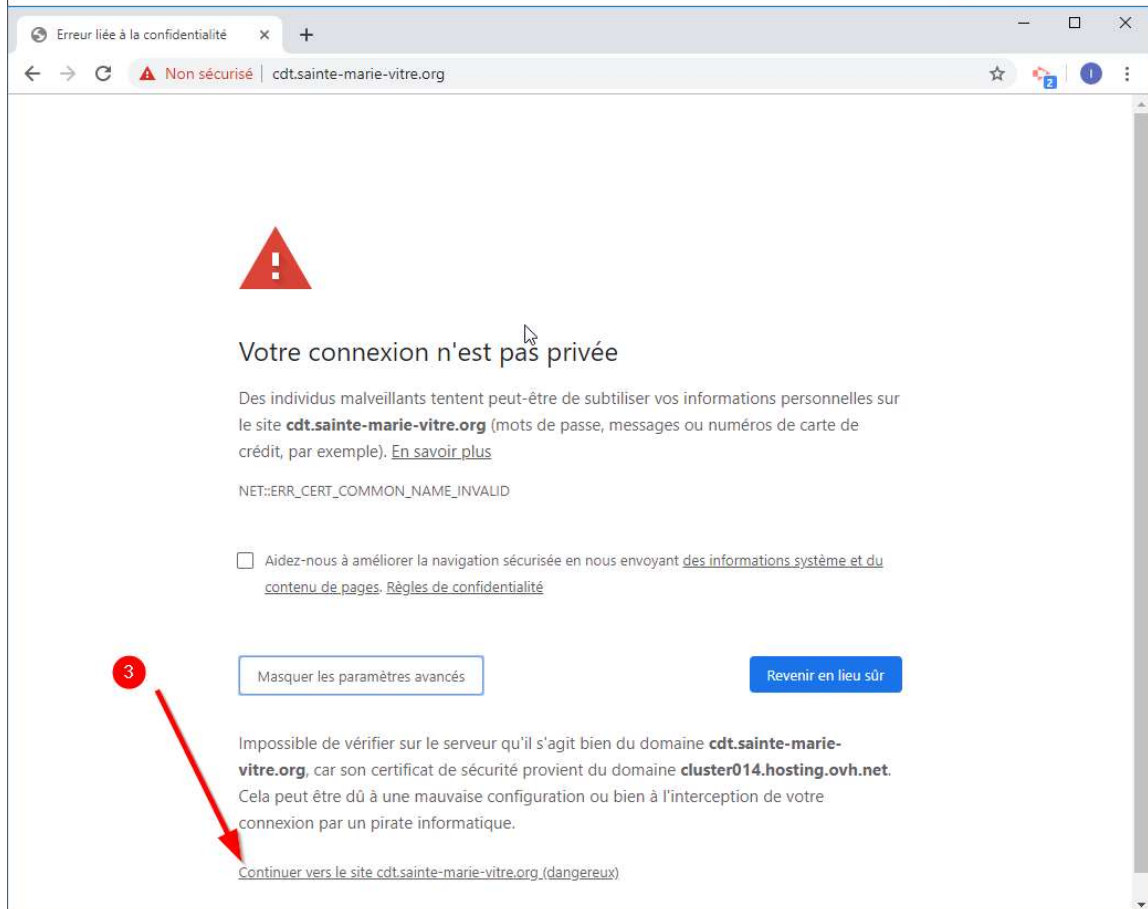 Erreur liée à la confidentialité
Non sécurisé | cdt.sainte-marie-vitre.org
2
I
!
Votre connexion n'est pas privée
Des individus malveillants tentent peut-être de subtiliser vos informations personnelles sur
le site cdt.sainte-marie-vitre.org (mots de passe, messages ou numéros de carte de
crédit, par exemple). En savoir plus
NET::ERR_CERT_COMMON_NAME_INVALID
Aidez-nous à améliorer la navigation sécurisée en nous envoyant des informations système et du
contenu de pages. Règles de confidentialité
3
Masquer les paramètres avancés
Revenir en lieu sûr
Impossible de vérifier sur le serveur qu'il s'agit bien du domaine cdt.sainte-marie-
vitre.org, car son certificat de sécurité provient du domaine cluster014.hosting.ovh.net.
Cela peut être dû à une mauvaise configuration ou bien à l'interception de votre
connexion par un pirate informatique.
Continuer vers le site cdt.sainte-marie-vitre.org (dangereux)